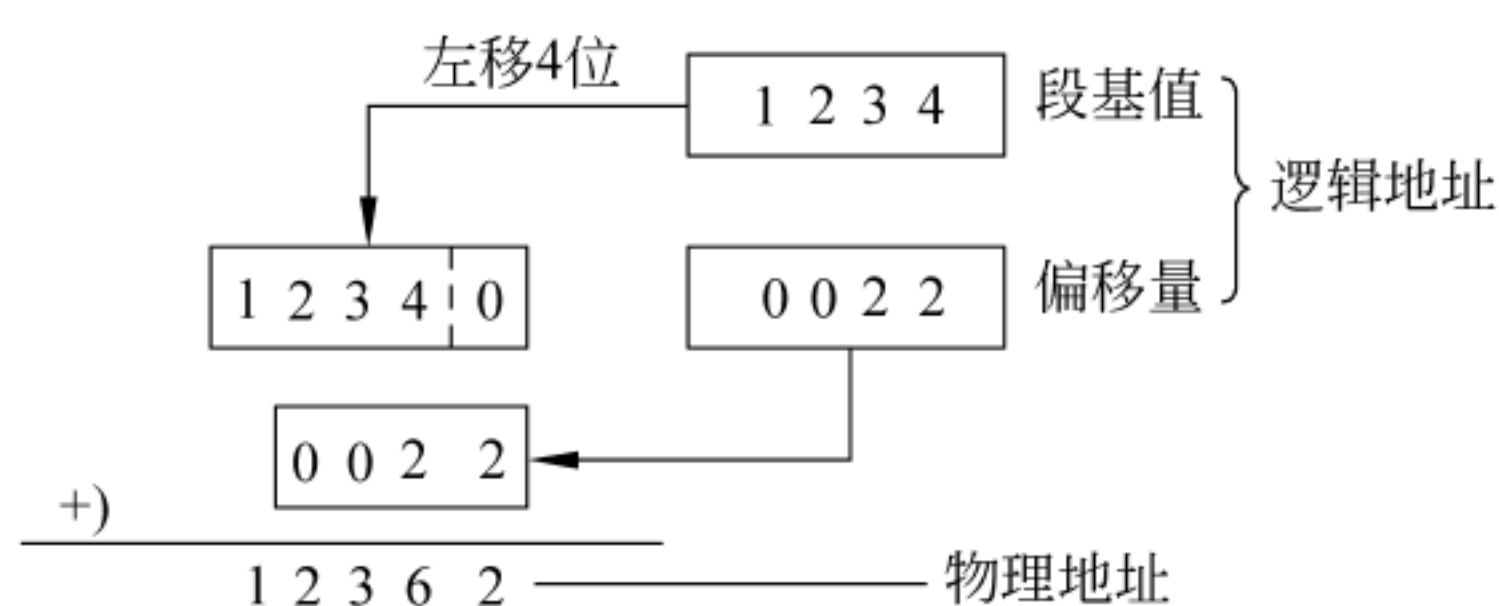 左移4位
1 2 3 4 段基值
逻辑地址
1 2 3 4 0
0 0 2 2 偏移量
0 0 2 2
+)
1 2 3 6 2 物理地址